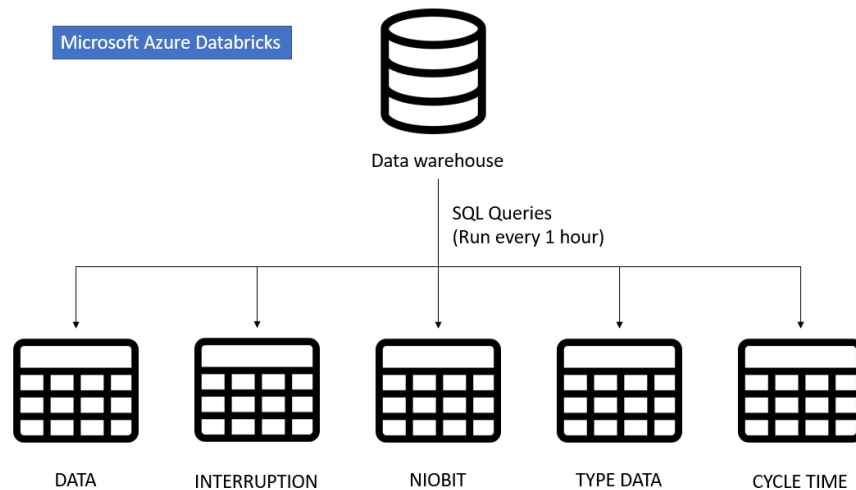 Microsoft Azure Databricks
Data warehouse
SQL Queries
(Run every 1 hour)
DATA
INTERRUPTION
NIOBIT
TYPE DATA
CYCLE TIME